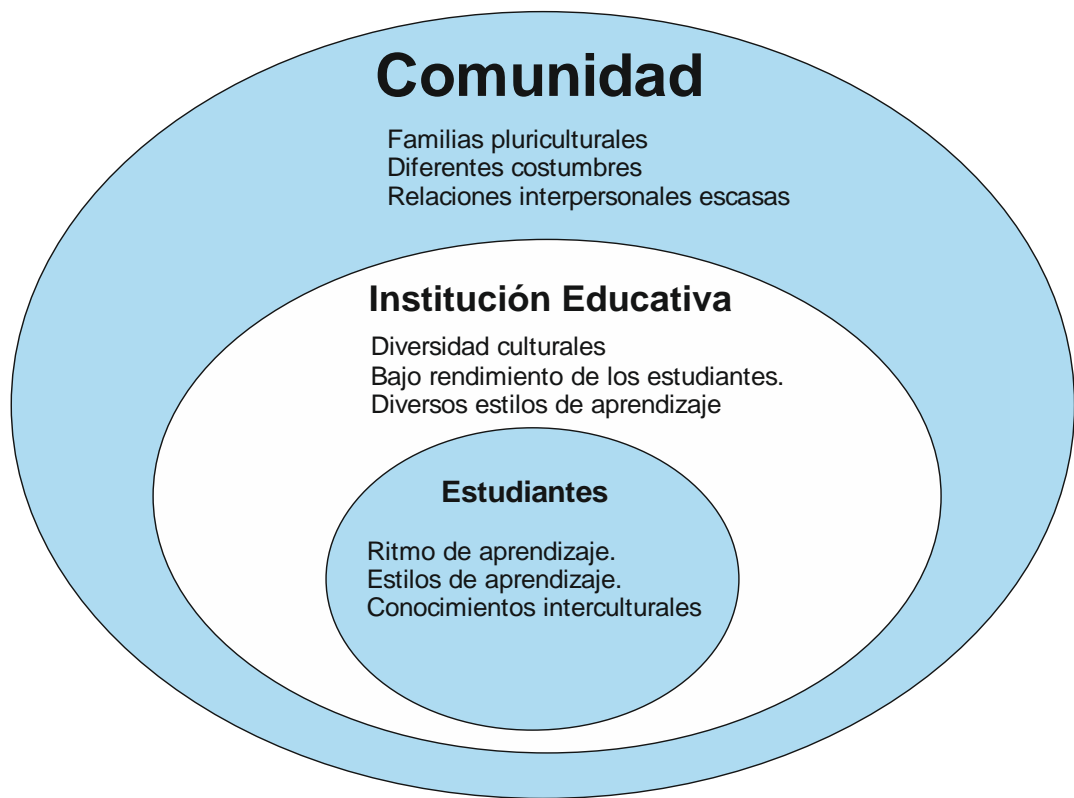 Comunidad
Familias pluriculturales
Diferentes costumbres
Relaciones interpersonales escasas
Institución Educativa
Diversidad culturales
Bajo rendimiento de los estudiantes.
Diversos estilos de aprendizaje
Estudiantes
Ritmo de aprendizaje.
Estilos de aprendizaje.
Conocimientos interculturales